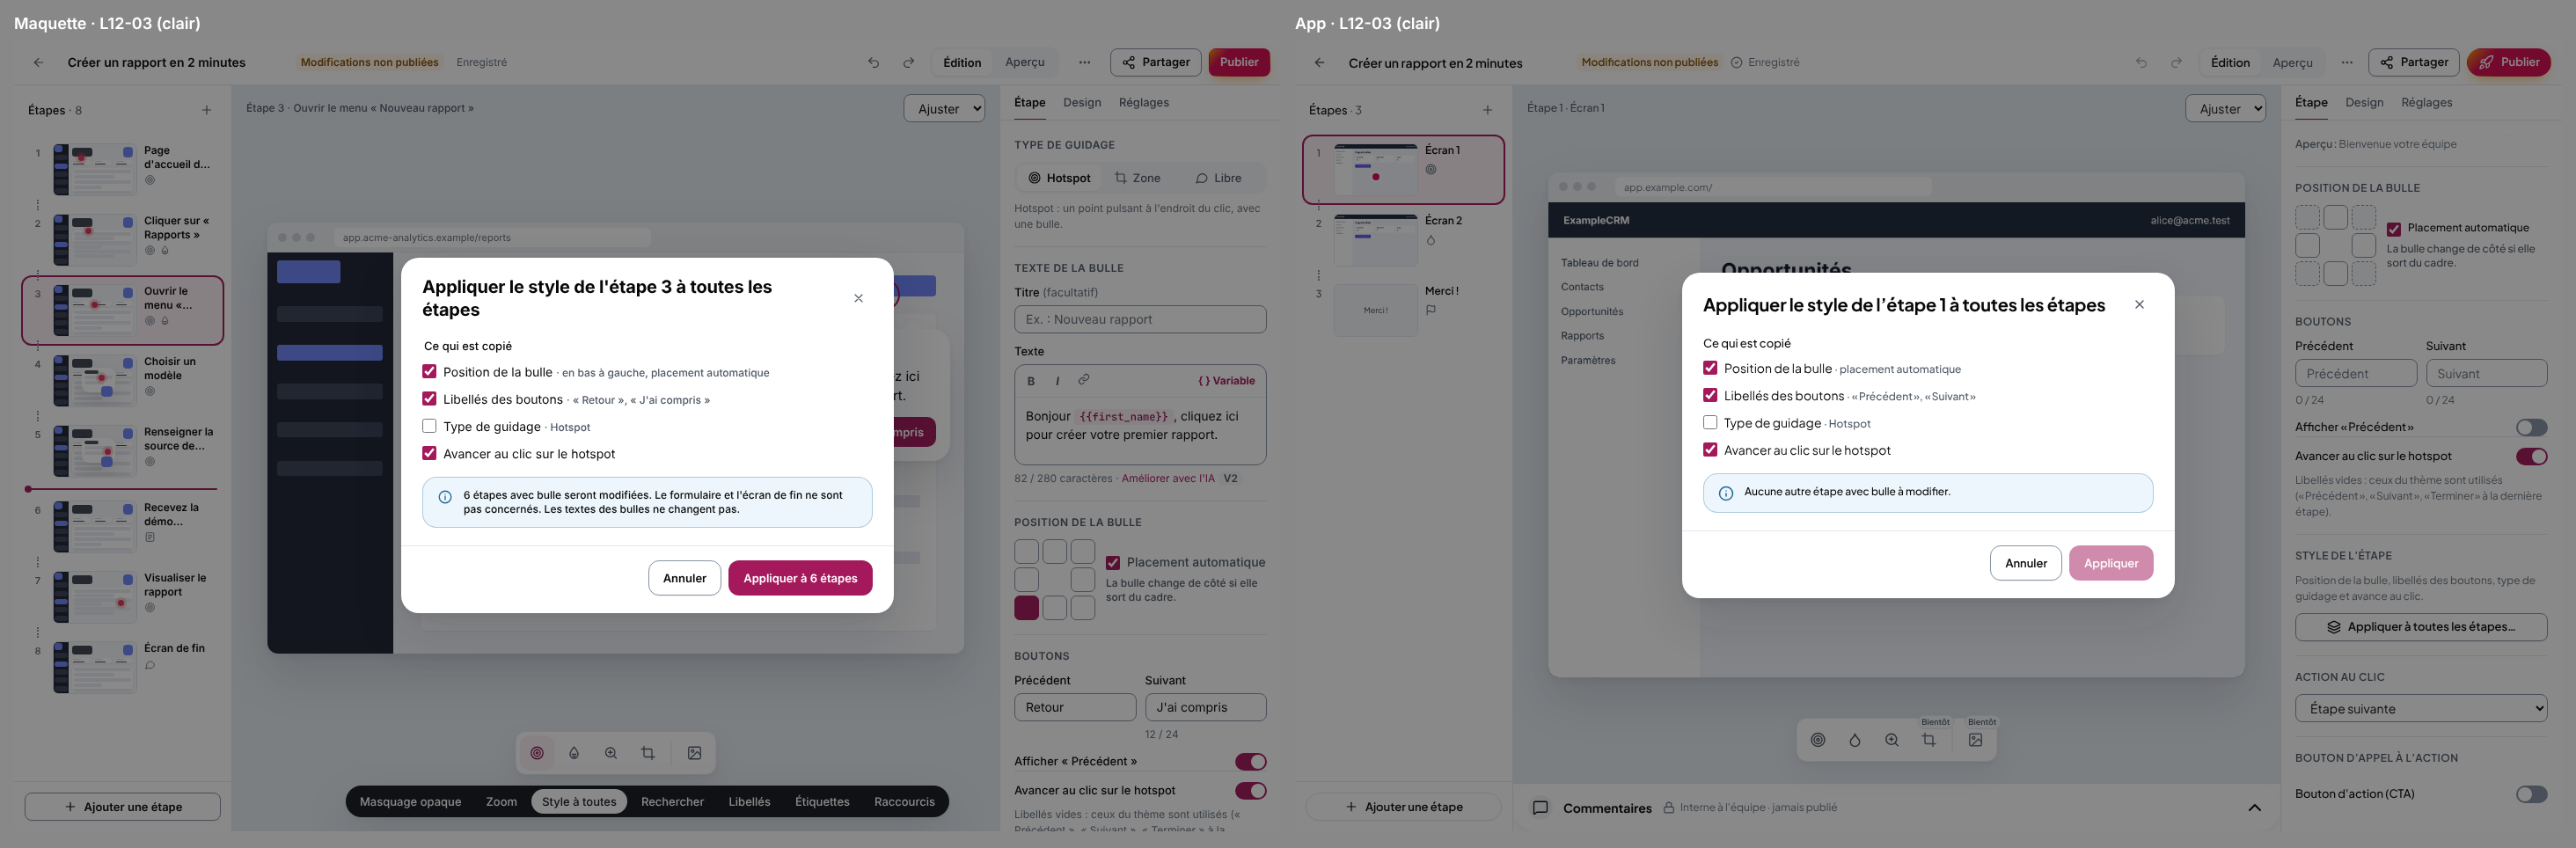 Maquette · L12-03 (clair)
Créer un rapport en 2 minutes
Modifications non publiées
Enregistré
Édition
Aperçu
Partager
Publier
Étapes · 8
1
Page
d'accueil d...
2
Cliquer sur «
Rapports »
3
Ouvrir le
menu «...
4
Choisir un
modèle
5
Renseigner la
source de...
6
Recevez la
démo...
7
Visualiser le
rapport
8
Écran de fin
Ajouter une étape
Étape 3 · Ouvrir le menu « Nouveau rapport »
Ajuster
app.acme-analytics.example/reports
z ici
rt.
mpris
Appliquer le style de l'étape 3 à toutes les
étapes
Ce qui est copié
Position de la bulle · en bas à gauche, placement automatique
Libellés des boutons · « Retour », « J'ai compris »
Type de guidage · Hotspot
Avancer au clic sur le hotspot
6 étapes avec bulle seront modifiées. Le formulaire et l'écran de fin ne sont
pas concernés. Les textes des bulles ne changent pas.
Annuler
Appliquer à 6 étapes
Masquage opaque
Zoom
Style à toutes
Rechercher
Libellés
Étiquettes
Raccourcis
Étape
Design
Réglages
TYPE DE GUIDAGE
Hotspot
Zone
Libre
Hotspot : un point pulsant à l'endroit du clic, avec
une bulle.
TEXTE DE LA BULLE
Titre (facultatif)
Ex. : Nouveau rapport
Texte
B I { } Variable
Bonjour {{first_name}}, cliquez ici
pour créer votre premier rapport.
82 / 280 caractères · Améliorer avec l'IA V2
POSITION DE LA BULLE
Placement automatique
La bulle change de côté si elle
sort du cadre.
BOUTONS
Précédent
Suivant
Retour
J'ai compris
12 / 24
Afficher « Précédent »
Avancer au clic sur le hotspot
Libellés vides : ceux du thème sont utilisés («
Précédent », « Suivant », « Terminer » à la
App · L12-03 (clair)
Créer un rapport en 2 minutes
Modifications non publiées
Enregistré
Édition
Aperçu
Partager
Publier
Étapes · 3
1
Écran 1
2
Écran 2
3
Merci !
Merci !
Ajouter une étape
Étape 1 · Écran 1
Ajuster
app.example.com/
ExampleCRM
alice@acme.test
Tableau de bord
Contacts
Opportunités
Rapports
Paramètres
Opportunités
Appliquer le style de l’étape 1 à toutes les étapes
Ce qui est copié
Position de la bulle · placement automatique
Libellés des boutons · « Précédent », « Suivant »
Type de guidage · Hotspot
Avancer au clic sur le hotspot
Aucune autre étape avec bulle à modifier.
Annuler
Appliquer
Bientôt
Bientôt
Commentaires
Interne à l'équipe · jamais publié
Étape
Design
Réglages
Aperçu : Bienvenue votre équipe
POSITION DE LA BULLE
Placement automatique
La bulle change de côté si elle
sort du cadre.
BOUTONS
Précédent
Suivant
Précédent
Suivant
0 / 24
0 / 24
Afficher « Précédent »
Avancer au clic sur le hotspot
Libellés vides : ceux du thème sont utilisés
(« Précédent », « Suivant », « Terminer » à la dernière
étape).
STYLE DE L'ÉTAPE
Position de la bulle, libellés des boutons, type de
guidage et avance au clic.
Appliquer à toutes les étapes...
ACTION AU CLIC
Étape suivante
BOUTON D'APPEL À L'ACTION
Bouton d'action (CTA)